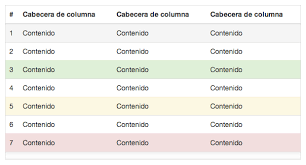 # Cabecera de columna Cabecera de columna Cabecera de columna
1 Contenido Contenido Contenido
2 Contenido Contenido Contenido
3 Contenido Contenido Contenido
4 Contenido Contenido Contenido
5 Contenido Contenido Contenido
6 Contenido Contenido Contenido
7 Contenido Contenido Contenido